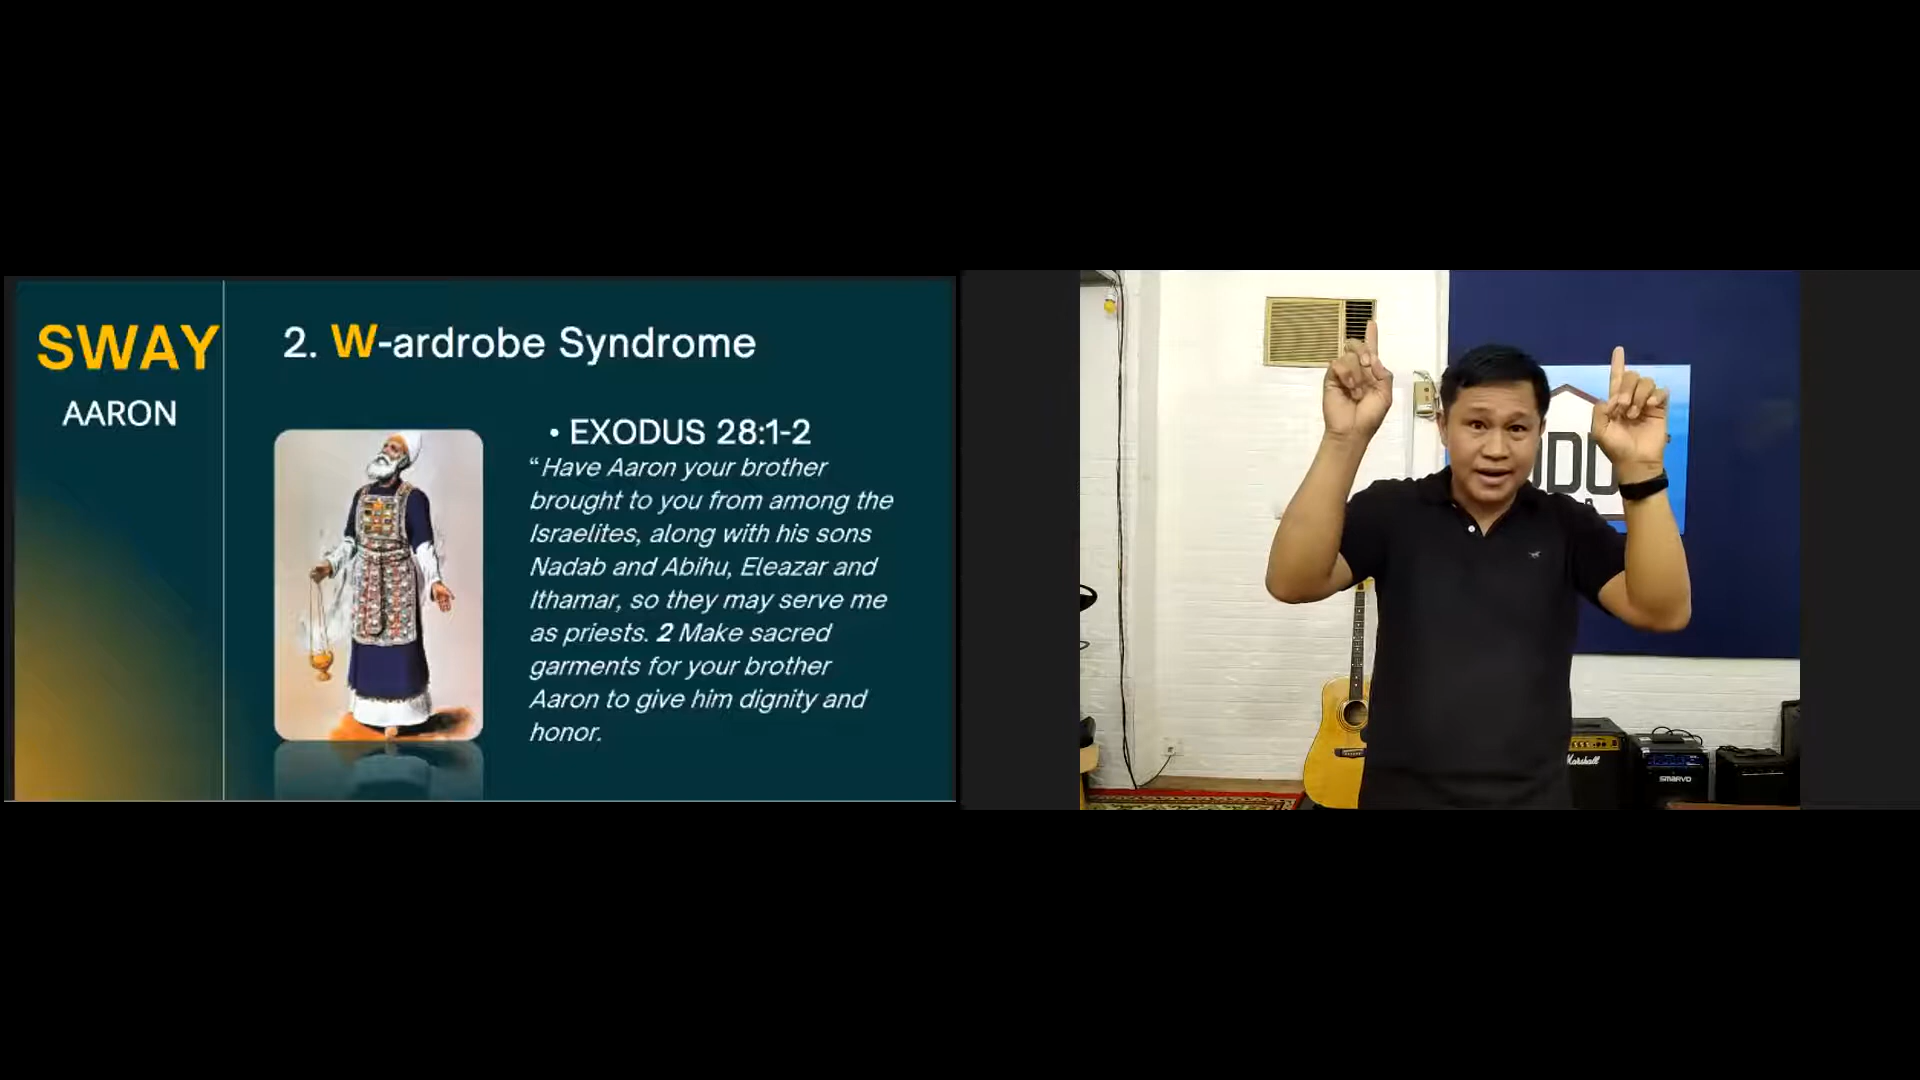 SWAY
AARON
2. W-ardrobe Syndrome
• EXODUS 28:1-2
“Have Aaron your brother
brought to you from among the
Israelites, along with his sons
Nadab and Abihu, Eleazar and
Ithamar, so they may serve me
as priests. 2 Make sacred
garments for your brother
Aaron to give him dignity and
honor.
Marshall
SMARVO